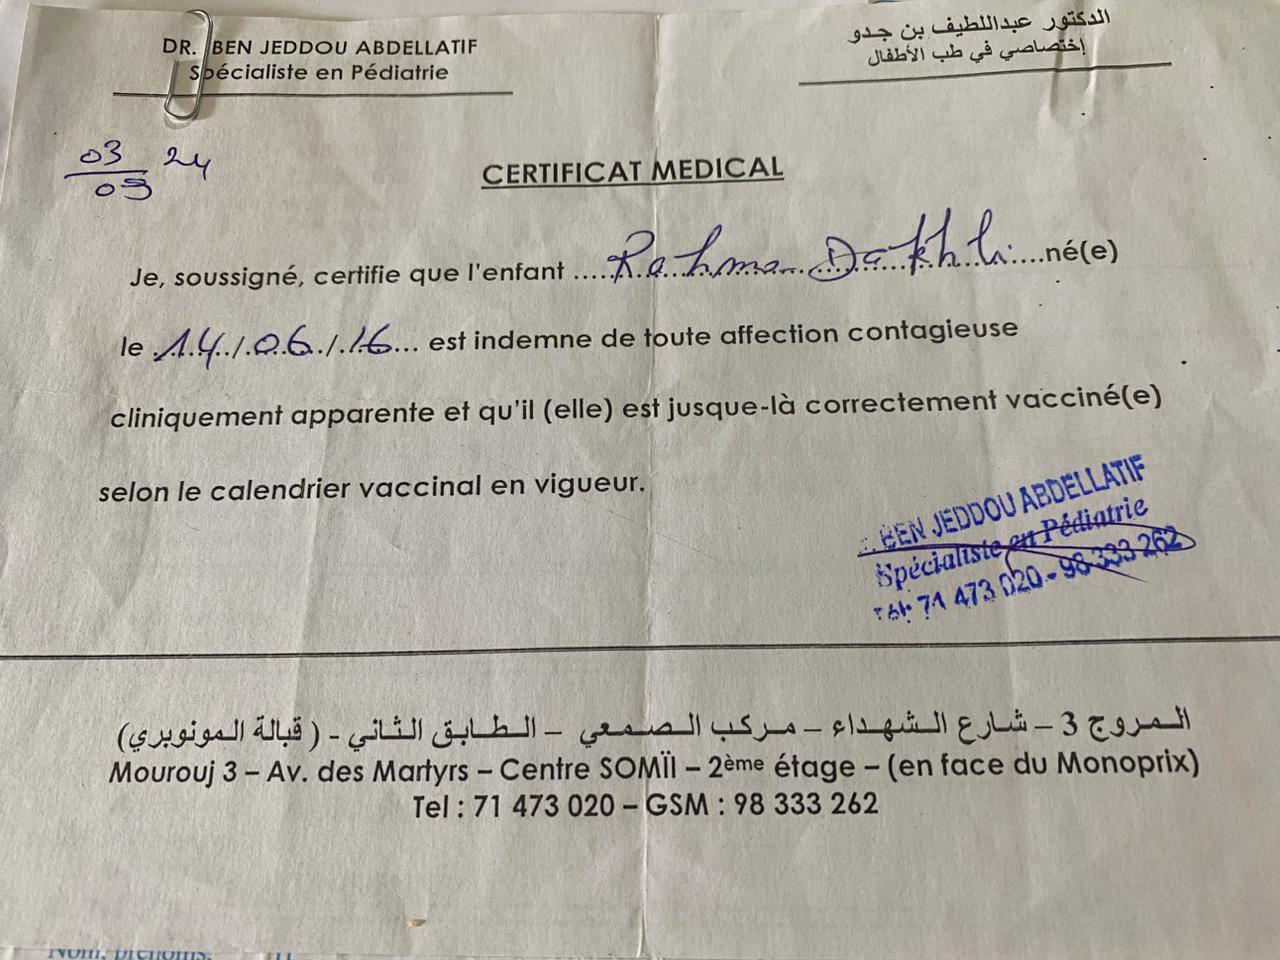 DR. BEN JEDDOU ABDELLATIF
Spécialiste en Pédiatrie
الدكتور عبداللطيف بن جدو
إختصاصي في طب الأطفال
03 24
09
CERTIFICAT MEDICAL
Je, soussigné, certifie que l'enfant .....Rahma Dakhli.....né(e)
le .14./.06./.16... est indemne de toute affection contagieuse
cliniquement apparente et qu'il (elle) est jusque-là correctement vacciné(e)
selon le calendrier vaccinal en vigueur.
BEN JEDDOU ABDELLATIF
Spécialiste en Pédiatrie
Tél: 71 473 020 - 98 333 262
المروج 3 – شارع الشهداء – مركب الصمعي – الطابق الثاني - ( قبالة المونوبري)
Mourouj 3 – Av. des Martyrs – Centre SOMÏI – 2ème étage – (en face du Monoprix)
Tel : 71 473 020 – GSM : 98 333 262
Nom, prénoms,